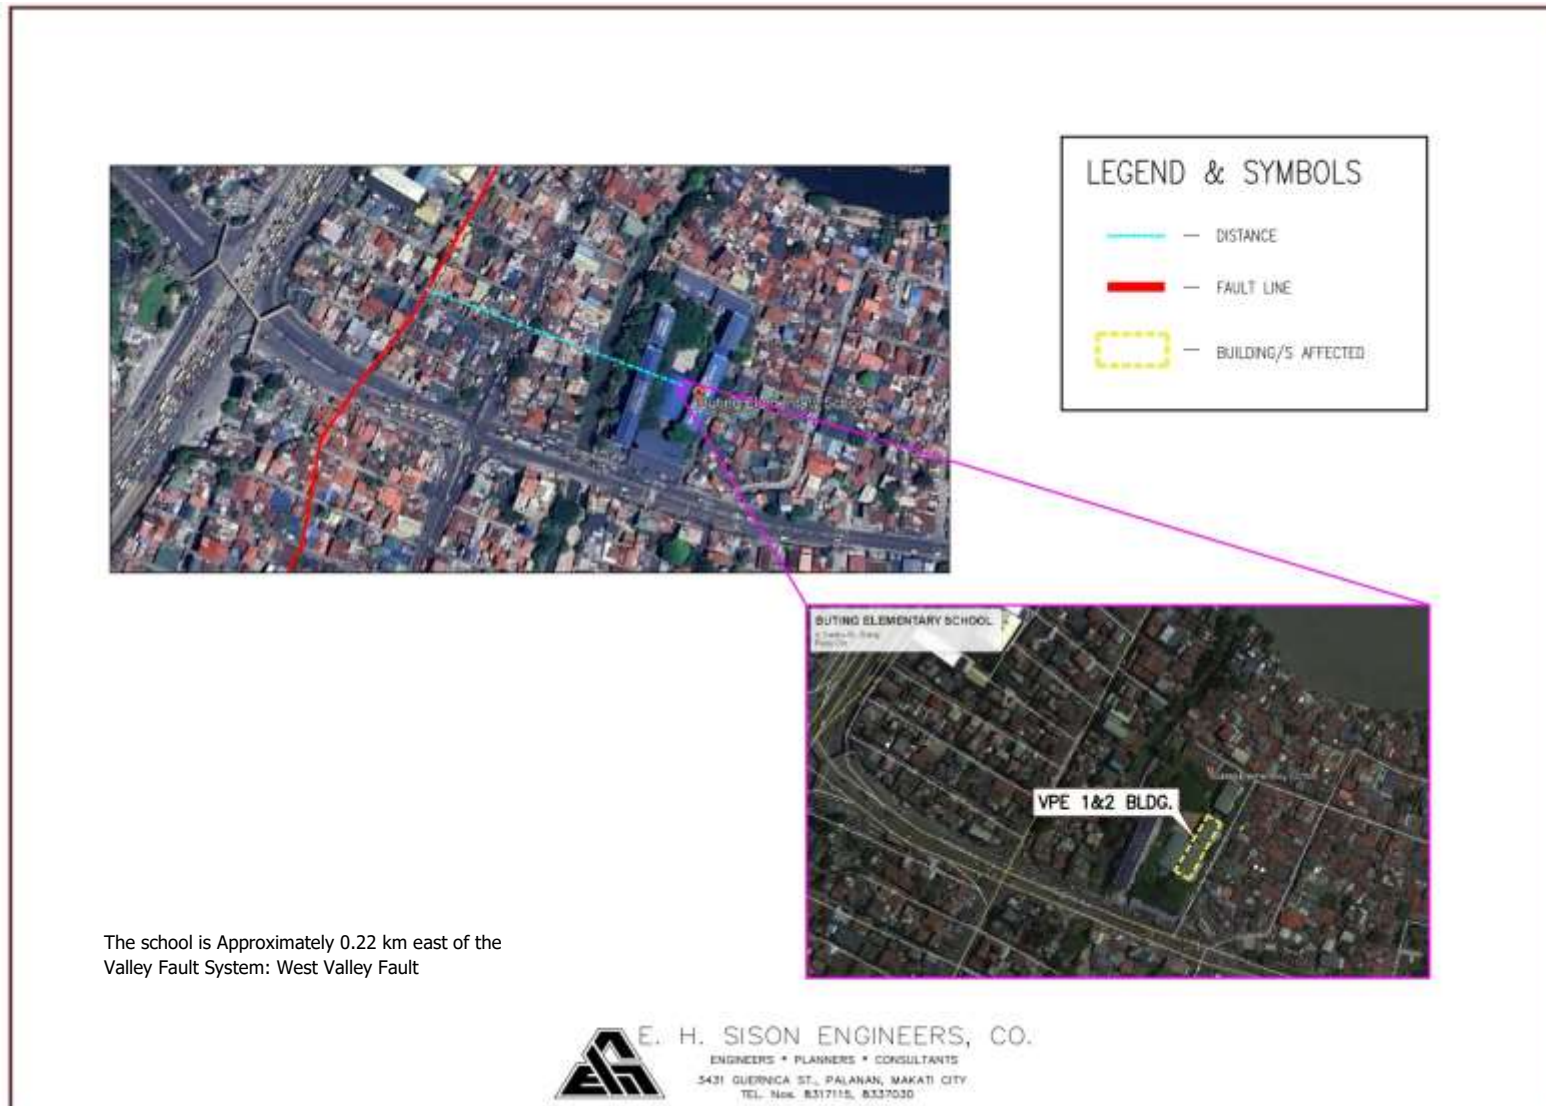 LEGEND & SYMBOLS
— DISTANCE
— FAULT LINE
— BUILDING/S AFFECTED
BUTING ELEMENTARY SCHOOL
VPE 1&2 BLDG.
The school is Approximately 0.22 km east of the
Valley Fault System: West Valley Fault
E. H. SISON ENGINEERS, CO.
ENGINEERS * PLANNERS * CONSULTANTS
3431 GUERNICA ST., PALANAN, MAKATI CITY
TEL. Nos. 8317115, 8337030